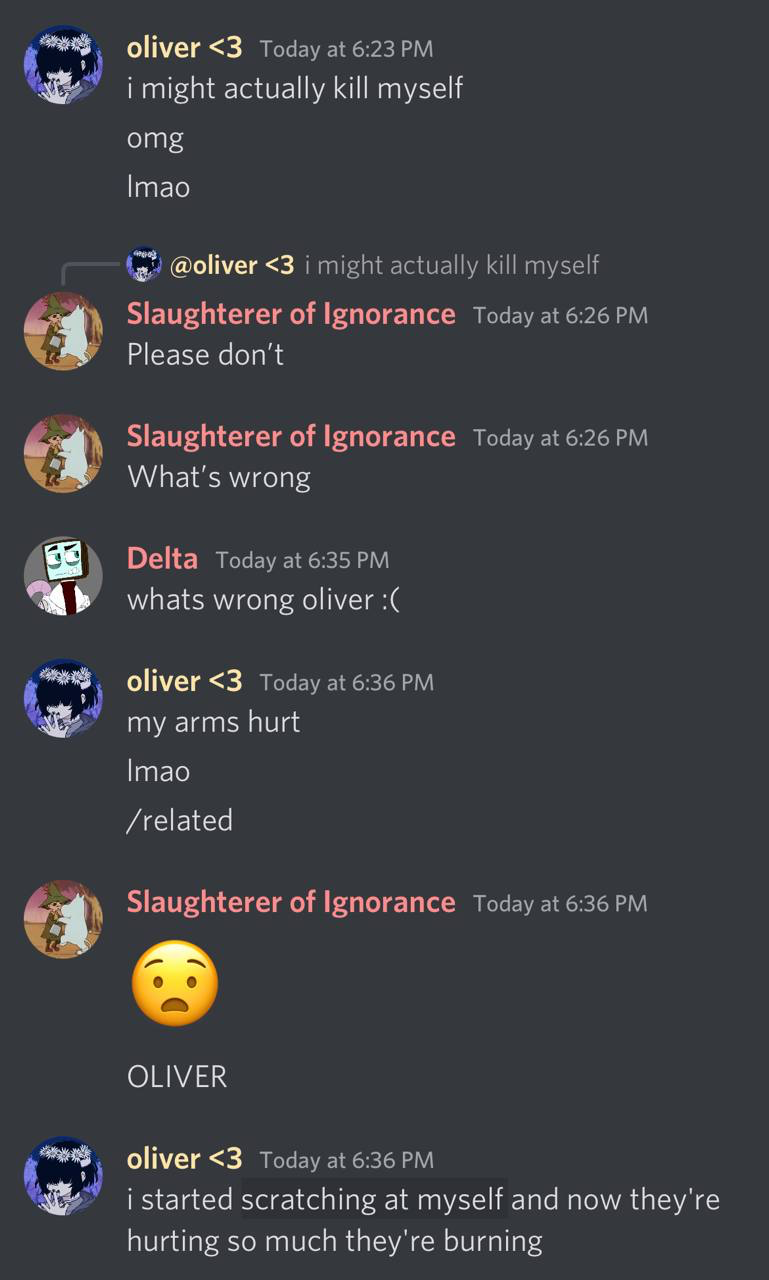 oliver <3 Today at 6:23 PM
i might actually kill myself
omg
lmao
@oliver <3 i might actually kill myself
Slaughterer of Ignorance Today at 6:26 PM
Please don’t
Slaughterer of Ignorance Today at 6:26 PM
What’s wrong
Delta Today at 6:35 PM
whats wrong oliver :(
oliver <3 Today at 6:36 PM
my arms hurt
lmao
/related
Slaughterer of Ignorance Today at 6:36 PM
😧
OLIVER
oliver <3 Today at 6:36 PM
i started scratching at myself and now they're
hurting so much they're burning